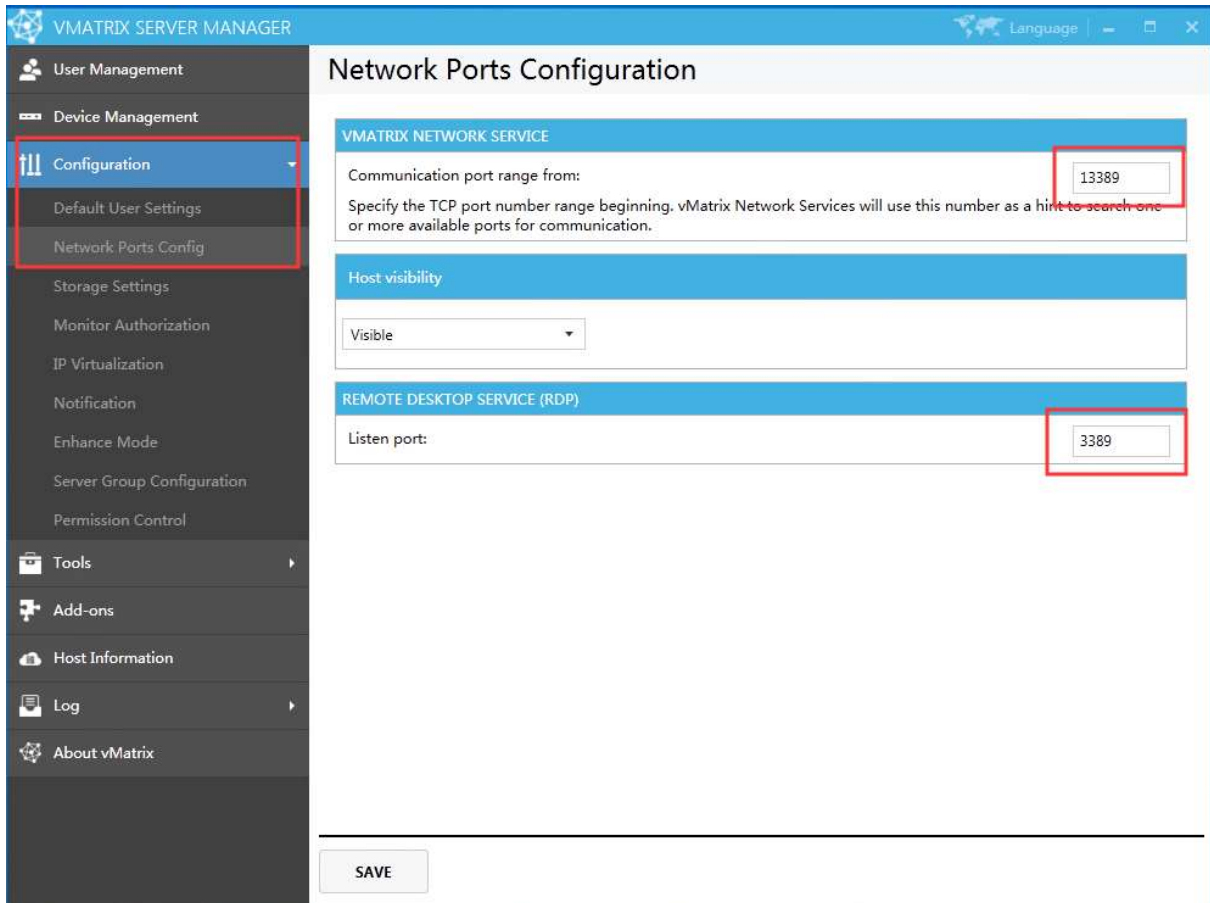 VMATRIX SERVER MANAGER
Language
User Management
Device Management
Configuration
Default User Settings
Network Ports Config
Storage Settings
Monitor Authorization
IP Virtualization
Notification
Enhance Mode
Server Group Configuration
Permission Control
Tools
Add-ons
Host Information
Log
About vMatrix
Network Ports Configuration
VMATRIX NETWORK SERVICE
Communication port range from:
13389
Specify the TCP port number range beginning. vMatrix Network Services will use this number as a hint to search one
or more available ports for communication.
Host visibility
Visible
REMOTE DESKTOP SERVICE (RDP)
Listen port:
3389
SAVE